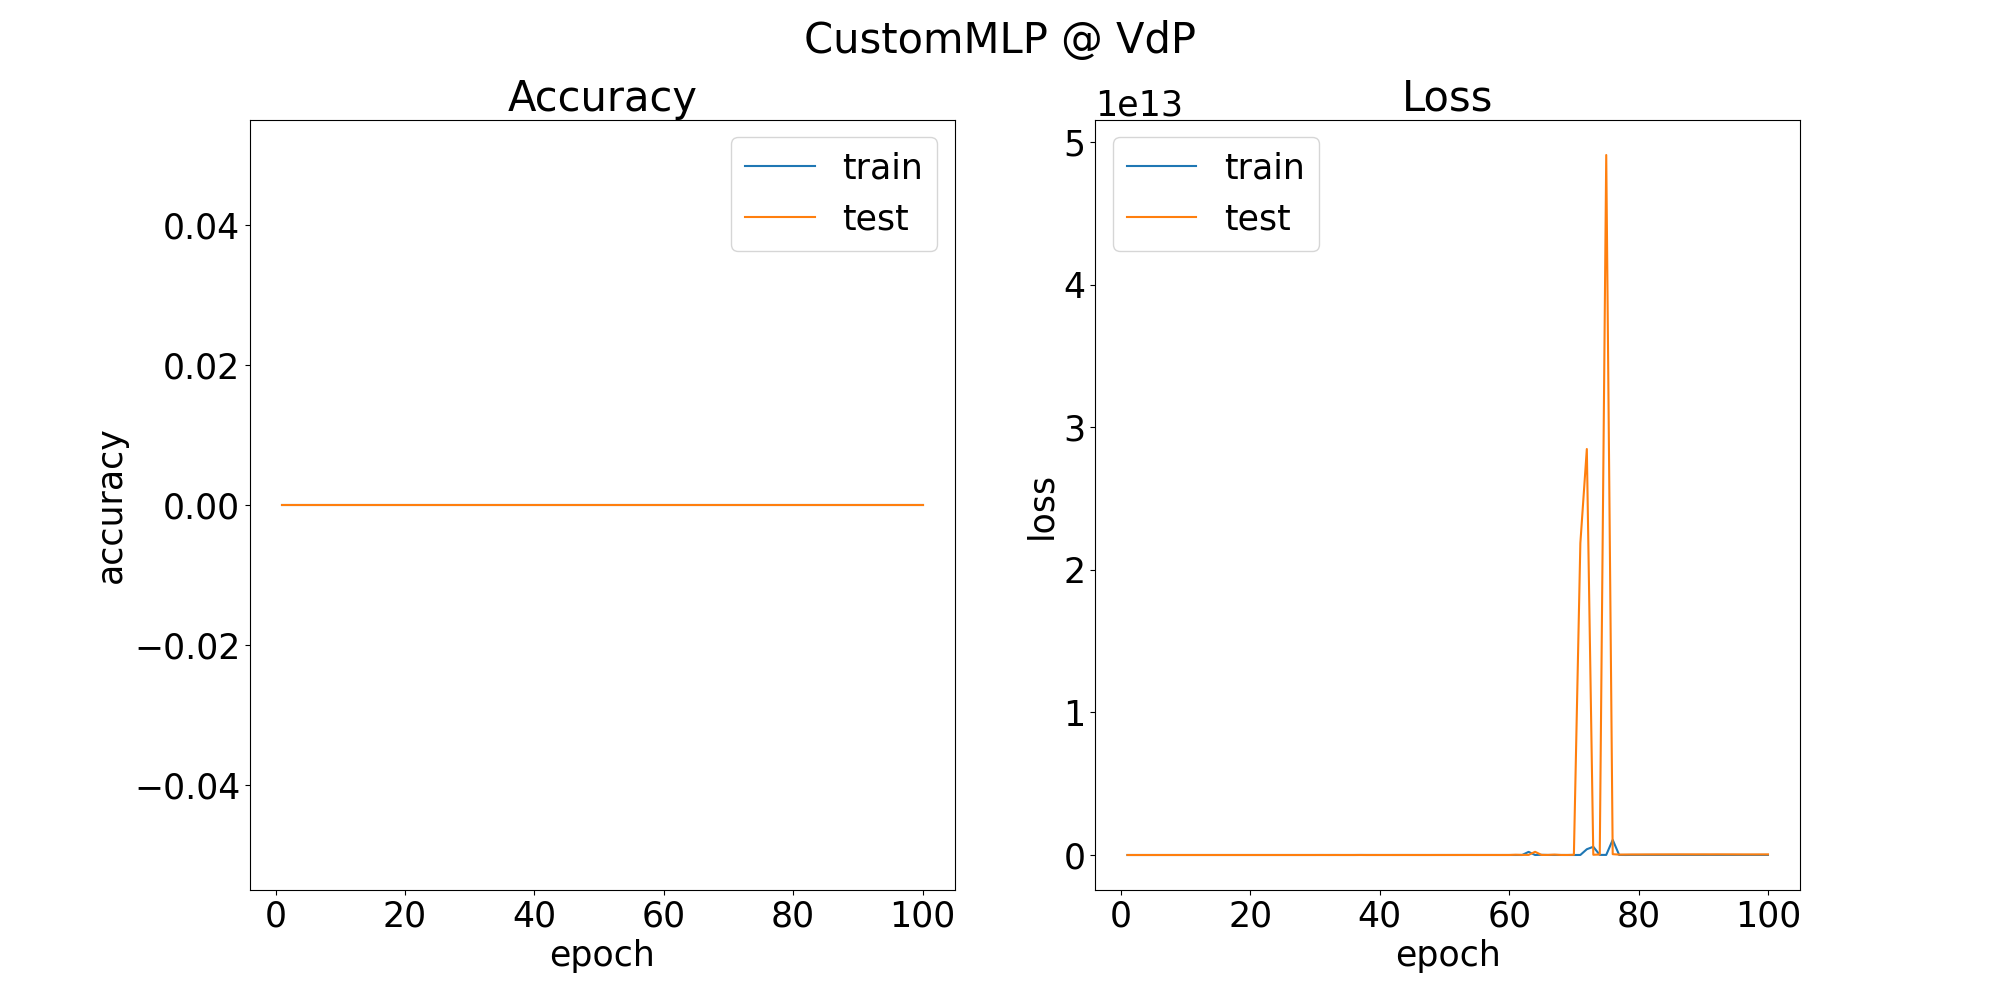 CustomMLP @ VdP
Accuracy
train
test
0.04
0.02
0.00
−0.02
−0.04
accuracy
0 20 40 60 80 100
epoch
Loss
1e13
train
test
5
4
3
2
1
0
loss
0 20 40 60 80 100
epoch